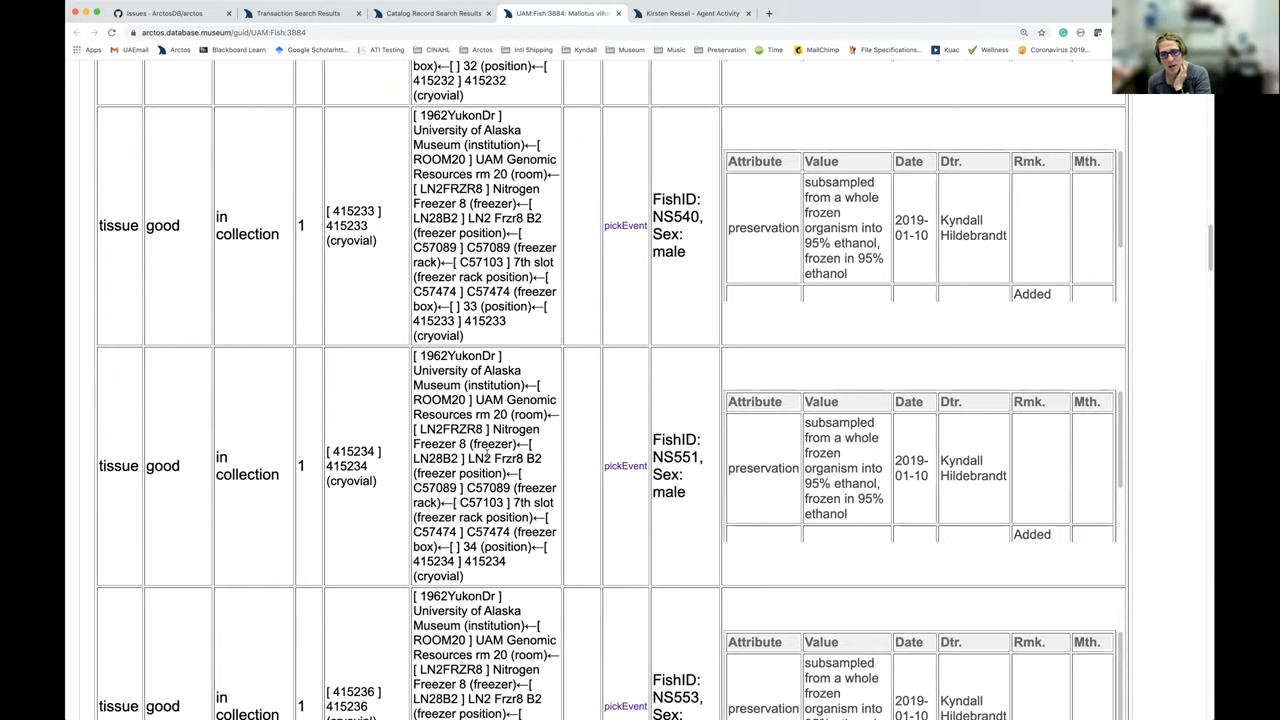 Issues · ArctosDB/arctos
Transaction Search Results
Catalog Record Search Results
UAM:Fish:3884: Mallotus villo
Kirsten Ressel – Agent Activity
arctos.database.museum/guid/UAM:Fish:3884
Apps
UAEmail
Arctos
Blackboard Learn
Google Scholarhtt...
ATI Testing
CINAHL
Arctos
Intl Shipping
Kyndall
Museum
Music
Preservation
Time
MailChimp
File Specifications...
Kuac
Wellness
Coronavirus 2019...
box)←[ ] 32 (position)←[
415232 ] 415232
(cryovial)
tissue
good
in
collection
1
[ 415233 ]
415233
(cryovial)
[ 1962YukonDr ]
University of Alaska
Museum (institution)←[
ROOM20 ] UAM Genomic
Resources rm 20 (room)←
[ LN2FRZR8 ] Nitrogen
Freezer 8 (freezer)←[
LN28B2 ] LN2 Frzr8 B2
(freezer position)←[
C57089 ] C57089 (freezer
rack)←[ C57103 ] 7th slot
(freezer rack position)←[
C57474 ] C57474 (freezer
box)←[ ] 33 (position)←[
415233 ] 415233
(cryovial)
pickEvent
FishID:
NS540,
Sex:
male
Attribute
Value
Date
Dtr.
Rmk.
Mth.
preservation
subsampled
from a whole
frozen
organism into
95% ethanol,
frozen in 95%
ethanol
2019-
01-10
Kyndall
Hildebrandt
Added
tissue
good
in
collection
1
[ 415234 ]
415234
(cryovial)
[ 1962YukonDr ]
University of Alaska
Museum (institution)←[
ROOM20 ] UAM Genomic
Resources rm 20 (room)←
[ LN2FRZR8 ] Nitrogen
Freezer 8 (freezer)←[
LN28B2 ] LN2 Frzr8 B2
(freezer position)←[
C57089 ] C57089 (freezer
rack)←[ C57103 ] 7th slot
(freezer rack position)←[
C57474 ] C57474 (freezer
box)←[ ] 34 (position)←[
415234 ] 415234
(cryovial)
pickEvent
FishID:
NS551,
Sex:
male
Attribute
Value
Date
Dtr.
Rmk.
Mth.
preservation
subsampled
from a whole
frozen
organism into
95% ethanol,
frozen in 95%
ethanol
2019-
01-10
Kyndall
Hildebrandt
Added
tissue
good
in
collection
1
[ 415236 ]
415236
(cryovial)
[ 1962YukonDr ]
University of Alaska
Museum (institution)←[
ROOM20 ] UAM Genomic
Resources rm 20 (room)←
[ LN2FRZR8 ] Nitrogen
Freezer 8 (freezer)←[
LN28B2 ] LN2 Frzr8 B2
(freezer position)←[
pickEvent
FishID:
NS553,
Sex:
Attribute
Value
Date
Dtr.
Rmk.
Mth.
preservation
subsampled
from a whole
frozen
organism into
2019-
01-10
Kyndall
Hildebrandt